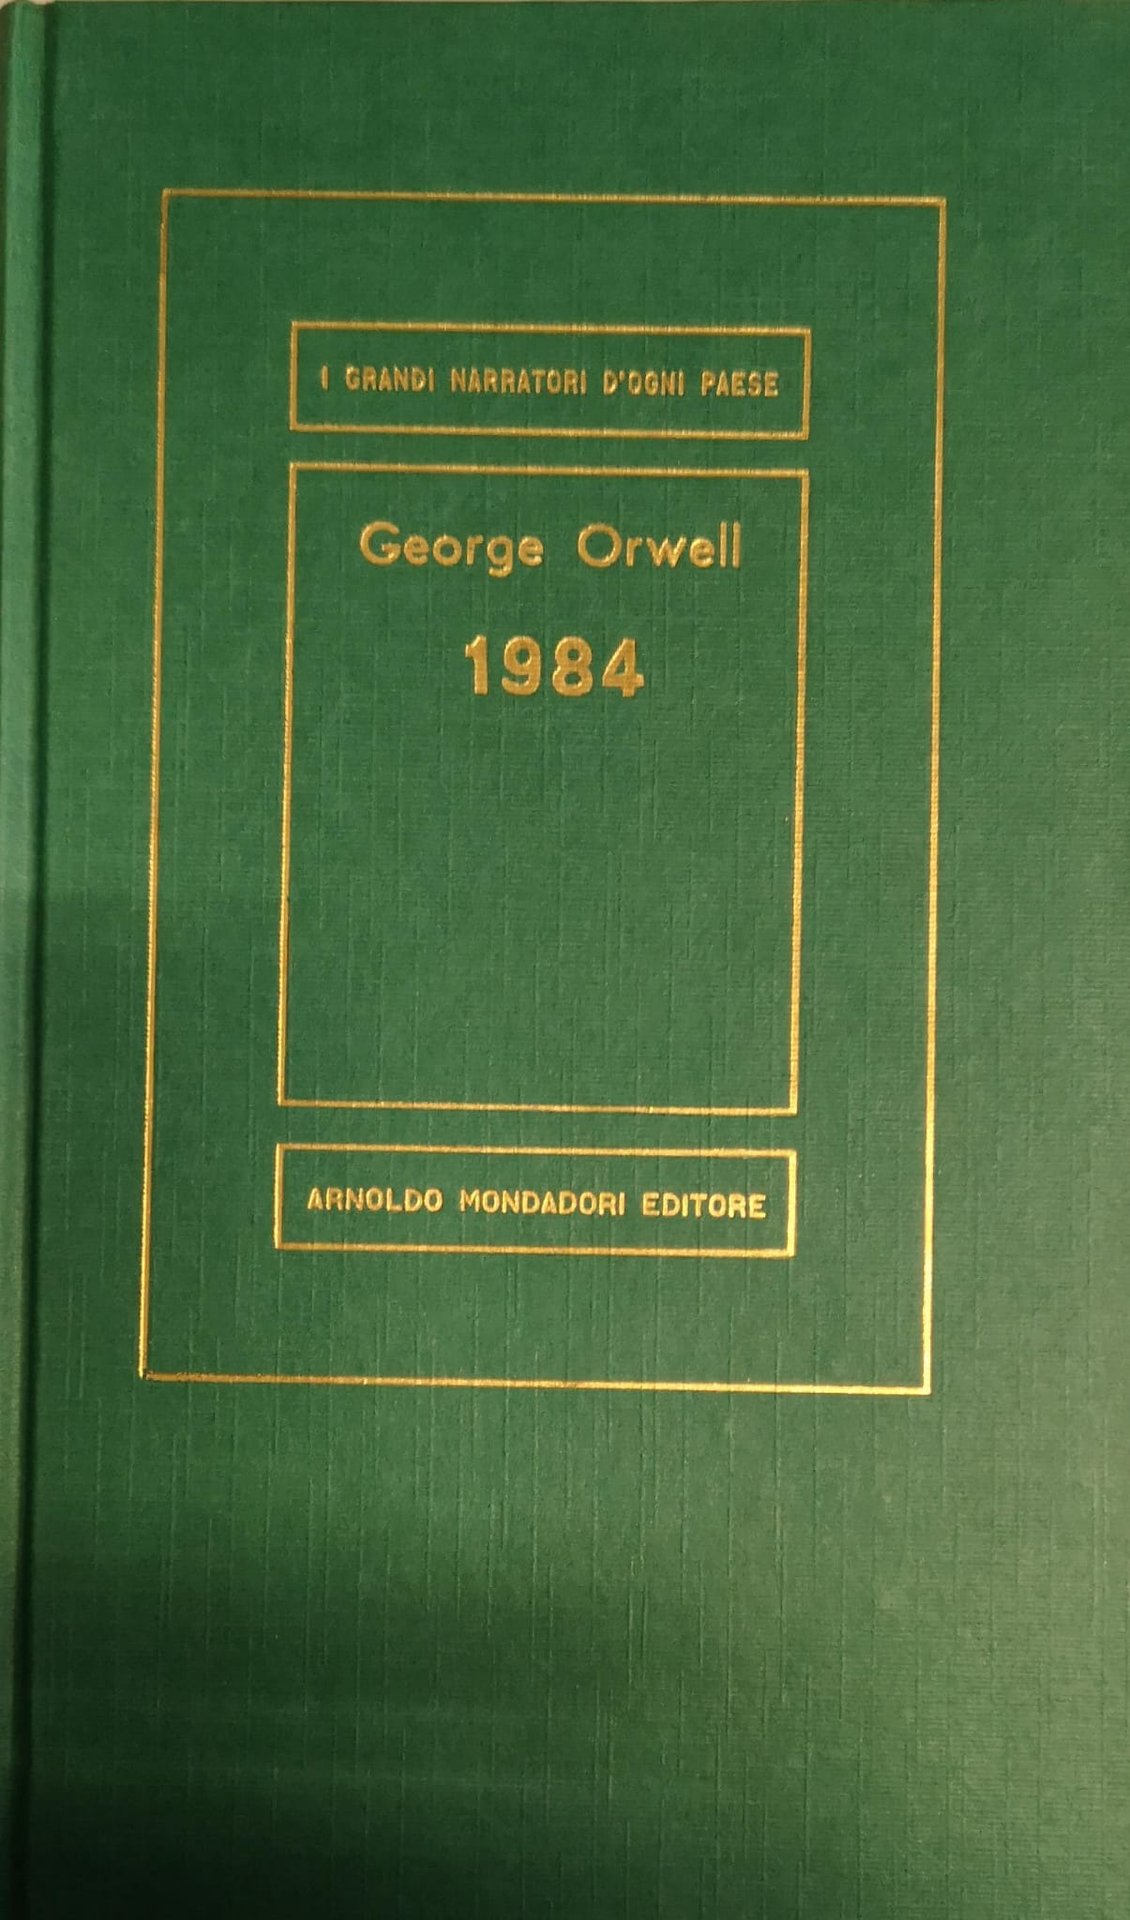 I GRANDI NARRATORI D'OGNI PAESE
George Orwell
1984
ARNOLDO MONDADORI EDITORE